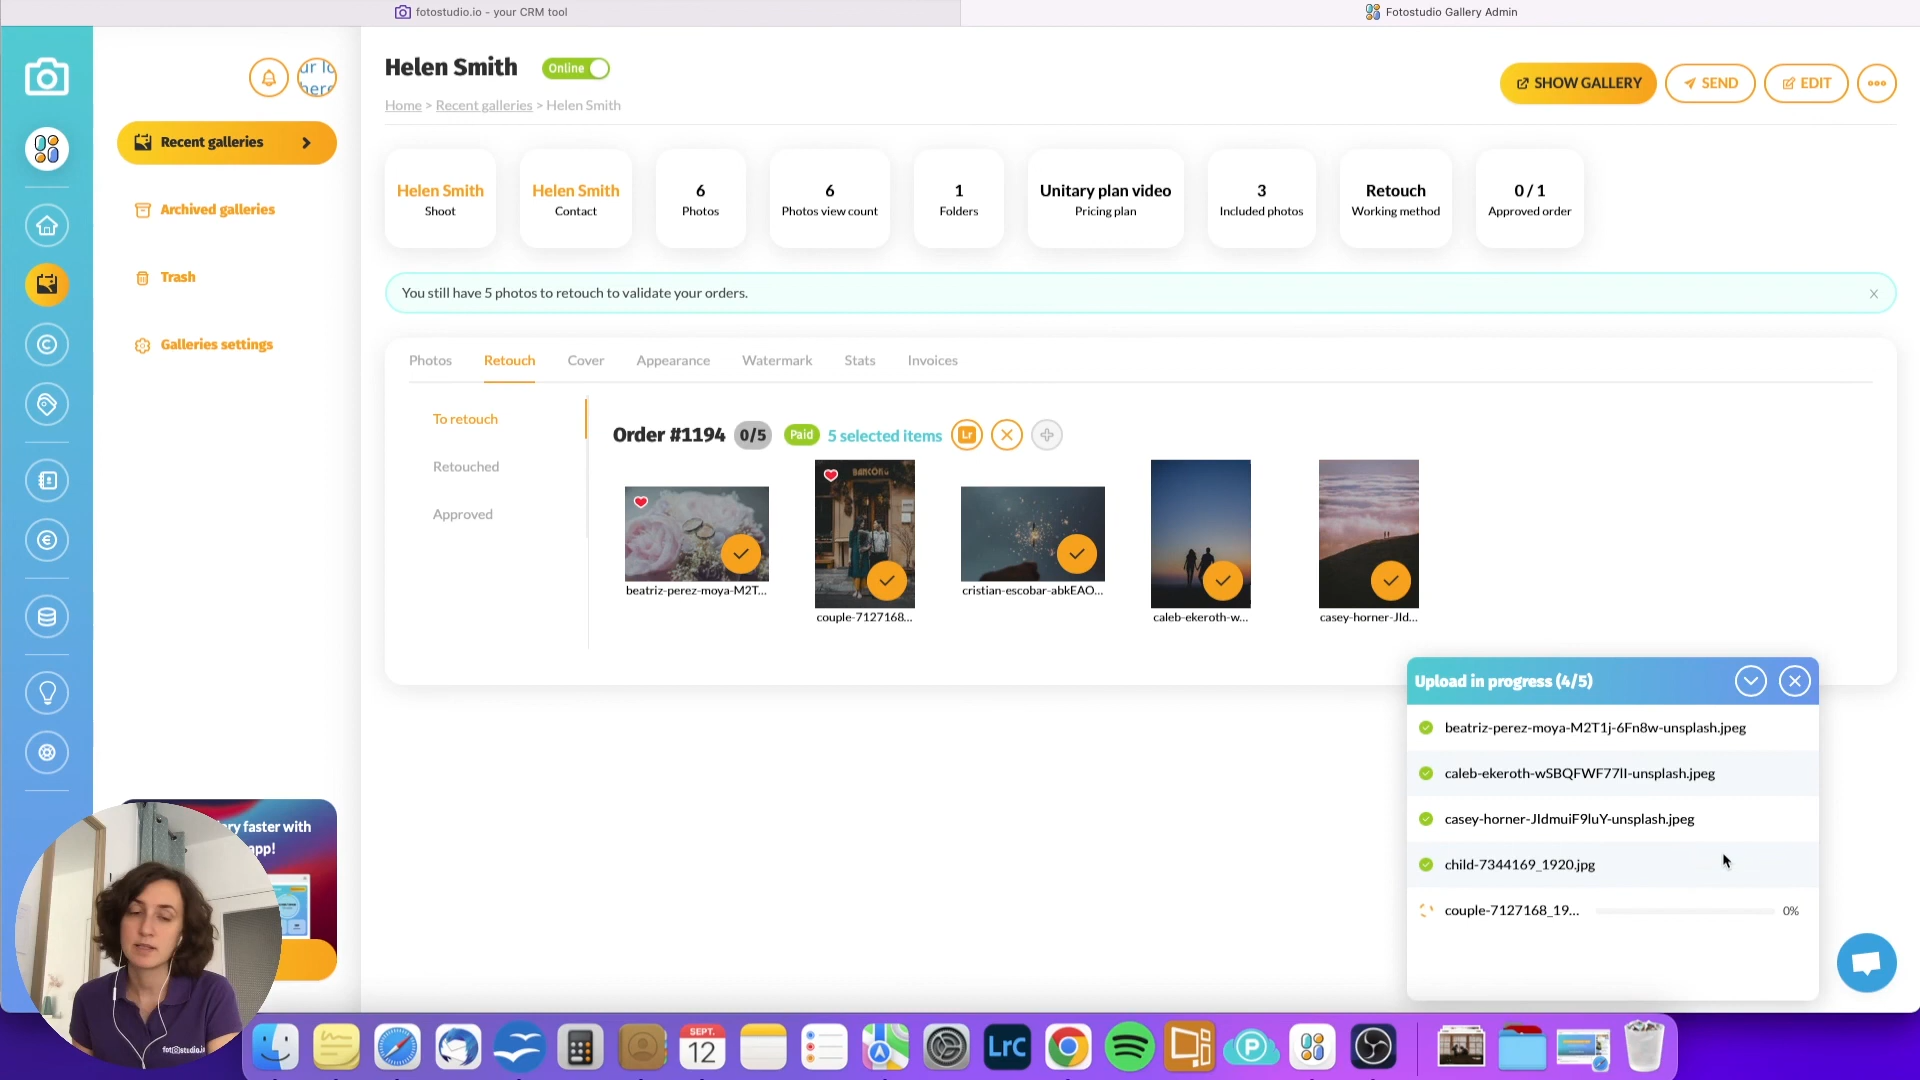 fotostudio.io - your CRM tool
Fotostudio Gallery Admin
Helen Smith
Online
Home > Recent galleries > Helen Smith
SHOW GALLERY
SEND
EDIT
Recent galleries
Archived galleries
Trash
Galleries settings
Helen Smith
Shoot
Helen Smith
Contact
6
Photos
6
Photos view count
1
Folders
Unitary plan video
Pricing plan
3
Included photos
Retouch
Working method
0 / 1
Approved order
You still have 5 photos to retouch to validate your orders.
Photos
Retouch
Cover
Appearance
Watermark
Stats
Invoices
To retouch
Retouched
Approved
Order #1194
0/5
Paid
5 selected items
Lr
beatriz-perez-moya-M2T...
couple-7127168...
cristian-escobar-abkEAO...
caleb-ekeroth-w...
casey-horner-JId...
Upload in progress (4/5)
beatriz-perez-moya-M2T1j-6Fn8w-unsplash.jpeg
caleb-ekeroth-wSBQFWF77lI-unsplash.jpeg
casey-horner-JIdmuiF9luY-unsplash.jpeg
child-7344169_1920.jpg
couple-7127168_19...
0%
faster with
app!
fotostudio.io
SEPT.
12
LrC
P